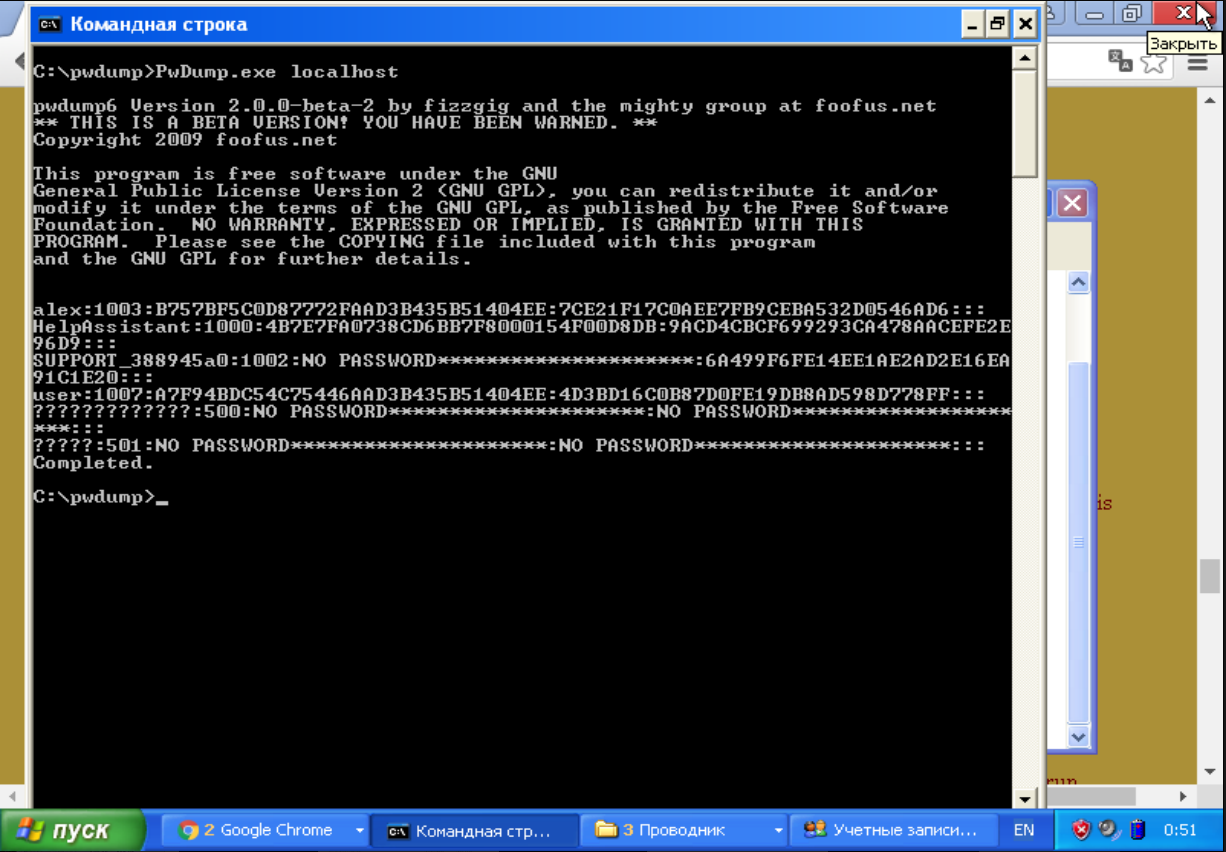 Командная строка
Закрыть
C:\pwdump>PwDump.exe localhost
pwdump6 Version 2.0.0-beta-2 by fizzgig and the mighty group at foofus.net
** THIS IS A BETA VERSION! YOU HAVE BEEN WARNED. **
Copyright 2009 foofus.net
This program is free software under the GNU
General Public License Version 2 (GNU GPL), you can redistribute it and/or
modify it under the terms of the GNU GPL, as published by the Free Software
Foundation.  NO WARRANTY, EXPRESSED OR IMPLIED, IS GRANTED WITH THIS
PROGRAM.  Please see the COPYING file included with this program
and the GNU GPL for further details.
alex:1003:B757BF5C0D87772FAAD3B435B51404EE:7CE21F17C0AEE7FB9CEBA532D0546AD6:::
HelpAssistant:1000:4B7E7FA0738CD6BB7F8000154F00D8DB:9ACD4CBCF699293CA478AACEFE2E
96D9:::
SUPPORT_388945a0:1002:NO PASSWORD*********************:6A499F6FE14EE1AE2AD2E16EA
91C1E20:::
user:1007:A7F94BDC54C75446AAD3B435B51404EE:4D3BD16C0B87D0FE19DB8AD598D778FF:::
?????????????:500:NO PASSWORD*********************:NO PASSWORD******************
***:::
?????:501:NO PASSWORD*********************:NO PASSWORD*********************:::
Completed.
C:\pwdump>_
is
run
пуск
2 Google Chrome
Командная стр...
3 Проводник
Учетные записи...
EN
0:51